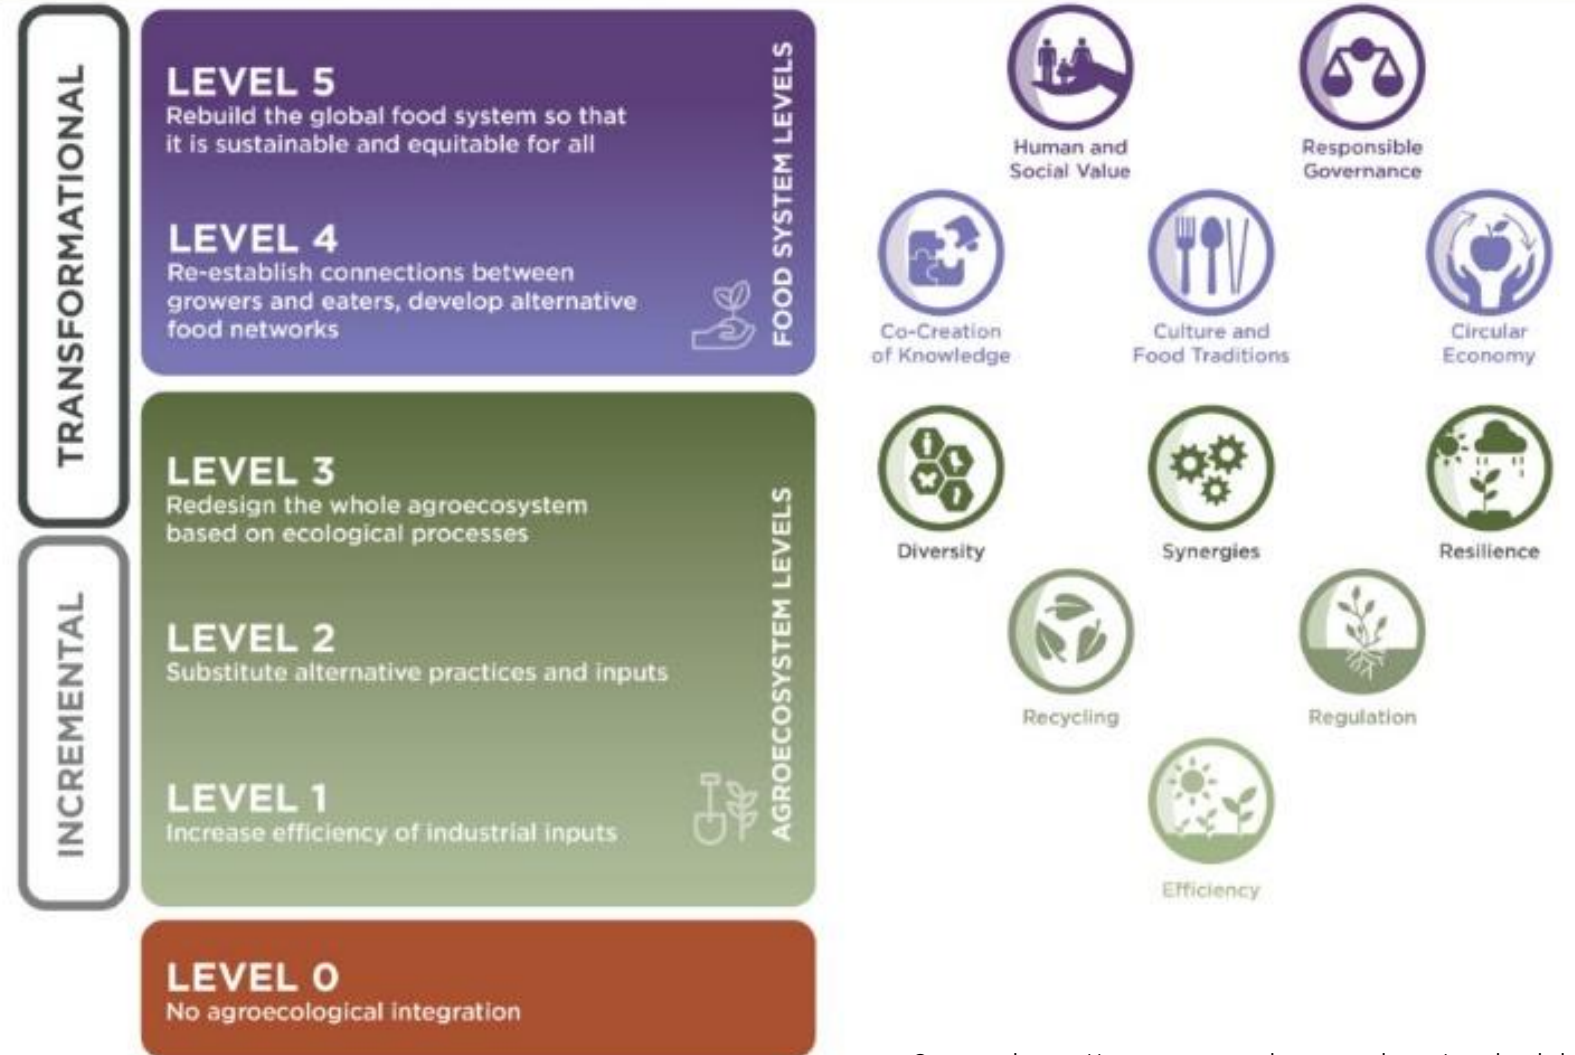 TRANSFORMATIONAL
INCREMENTAL
LEVEL 5
Rebuild the global food system so that
it is sustainable and equitable for all
LEVEL 4
Re-establish connections between
growers and eaters, develop alternative
food networks
FOOD SYSTEM LEVELS
LEVEL 3
Redesign the whole agroecosystem
based on ecological processes
LEVEL 2
Substitute alternative practices and inputs
LEVEL 1
Increase efficiency of industrial inputs
AGROECOSYSTEM LEVELS
LEVEL 0
No agroecological integration
Human and
Social Value
Responsible
Governance
Co-Creation
of Knowledge
Culture and
Food Traditions
Circular
Economy
Diversity
Synergies
Resilience
Recycling
Regulation
Efficiency